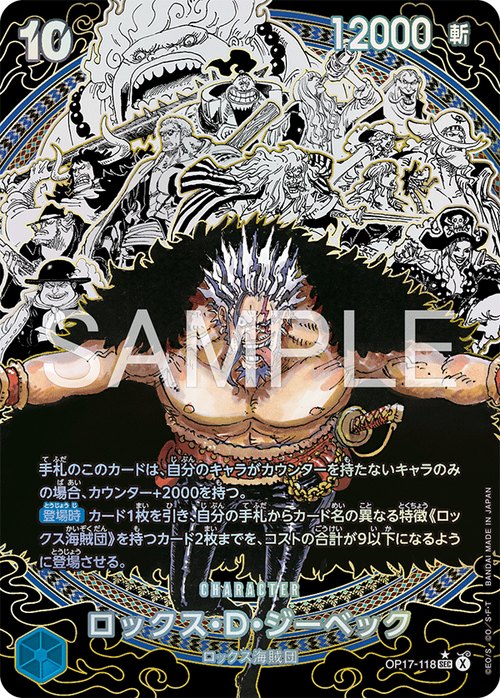 10
12000 斬
SAMPLE
手札のこのカードは、自分のキャラがカウンターを持たないキャラのみ
の場合、カウンター+2000を持つ。
登場時 カード1枚を引き、自分の手札からカード名の異なる特徴《ロッ
クス海賊団》を持つカード2枚までを、コストの合計が9以下になるよう
に登場させる。
CHARACTER
ロックス・D・ジーベック
ロックス海賊団
OP17-118 SEC ★ X
©E.O/S.,©E.O./S.・F・T BANDAI MADE IN JAPAN